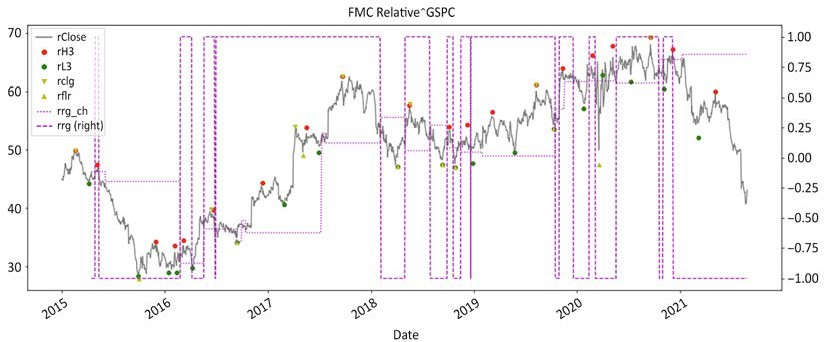 FMC Relative^GSPC
70
60
50
40
30
rClose
rH3
rL3
rclg
rflr
rrg_ch
rrg (right)
1.00
0.75
0.50
0.25
0.00
−0.25
−0.50
−0.75
−1.00
2015
2016
2017
2018
2019
2020
2021
Date